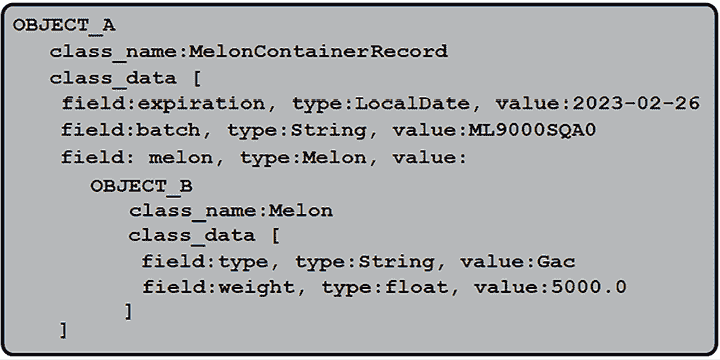 OBJECT_A
class_name:MelonContainerRecord
class_data [
field:expiration, type:LocalDate, value:2023-02-26
field:batch, type:String, value:ML9000SQA0
field: melon, type:Melon, value:
OBJECT_B
class_name:Melon
class_data [
field:type, type:String, value:Gac
field:weight, type:float, value:5000.0
]
]